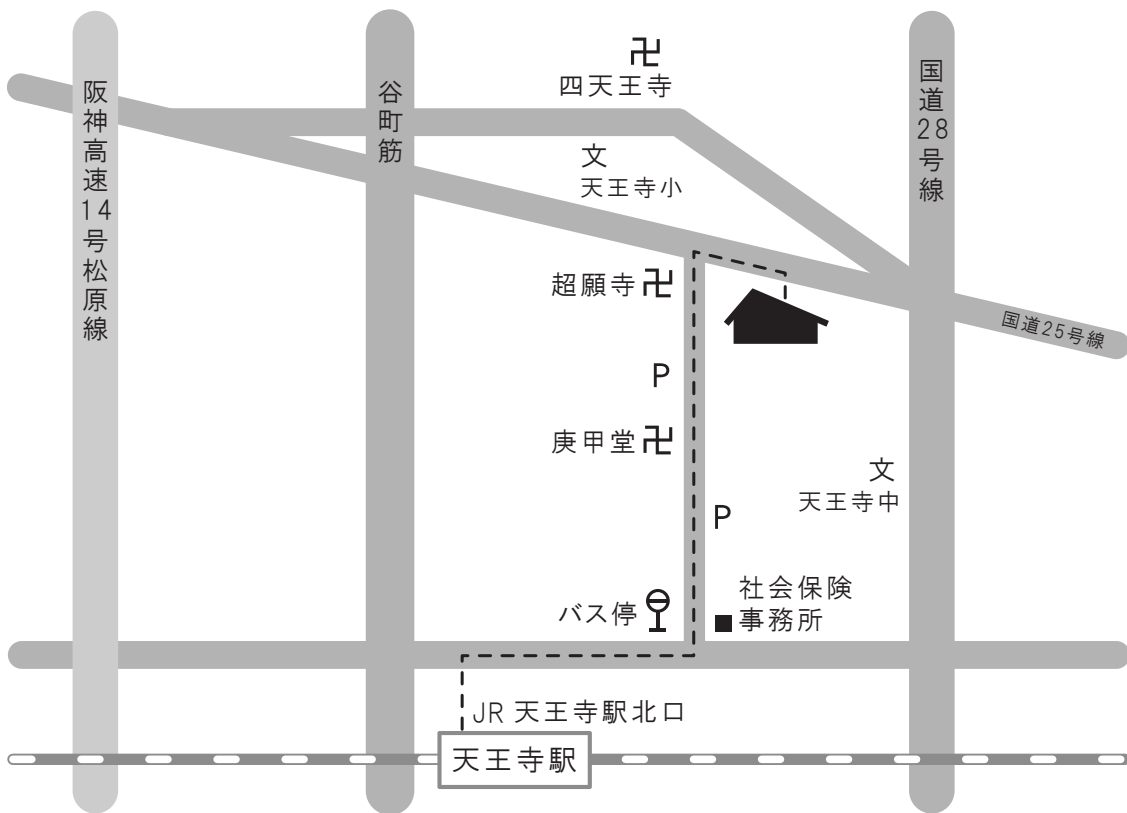 四天王寺
阪神高速14号松原線
谷町筋
国道28号線
文
天王寺小
超願寺
国道25号線
P
庚甲堂
文
天王寺中
P
社会保険
事務所
バス停
JR 天王寺駅北口
天王寺駅